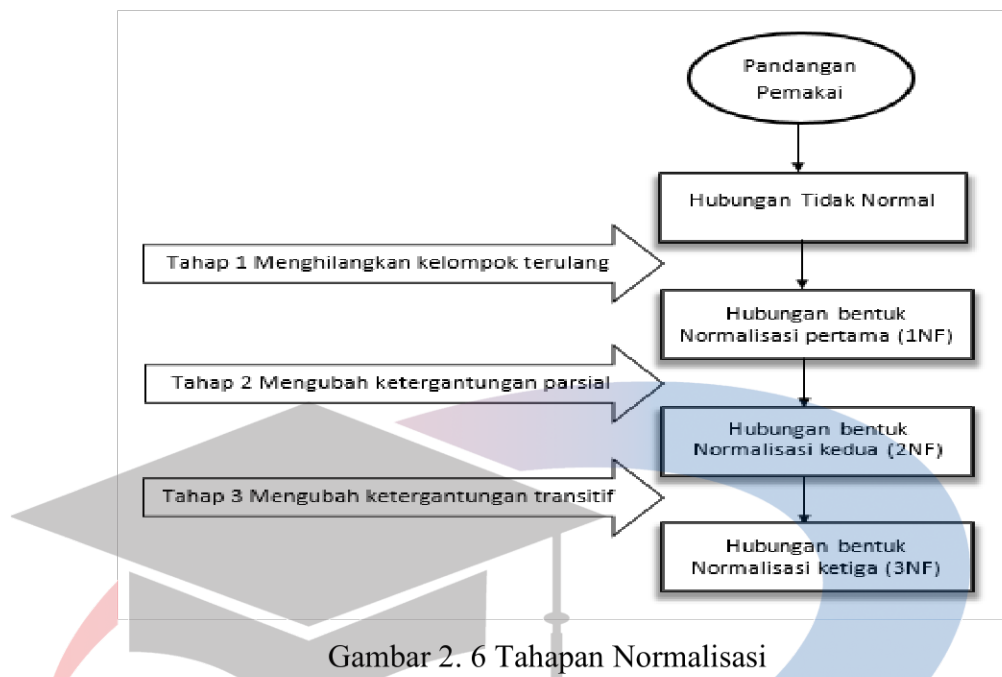 Pandangan
Pemakai
Hubungan Tidak Normal
Tahap 1 Menghilangkan kelompok terulang
Hubungan bentuk
Normalisasi pertama (1NF)
Tahap 2 Mengubah ketergantungan parsial
Hubungan bentuk
Normalisasi kedua (2NF)
Tahap 3 Mengubah ketergantungan transitif
Hubungan bentuk
Normalisasi ketiga (3NF)
Gambar 2. 6 Tahapan Normalisasi